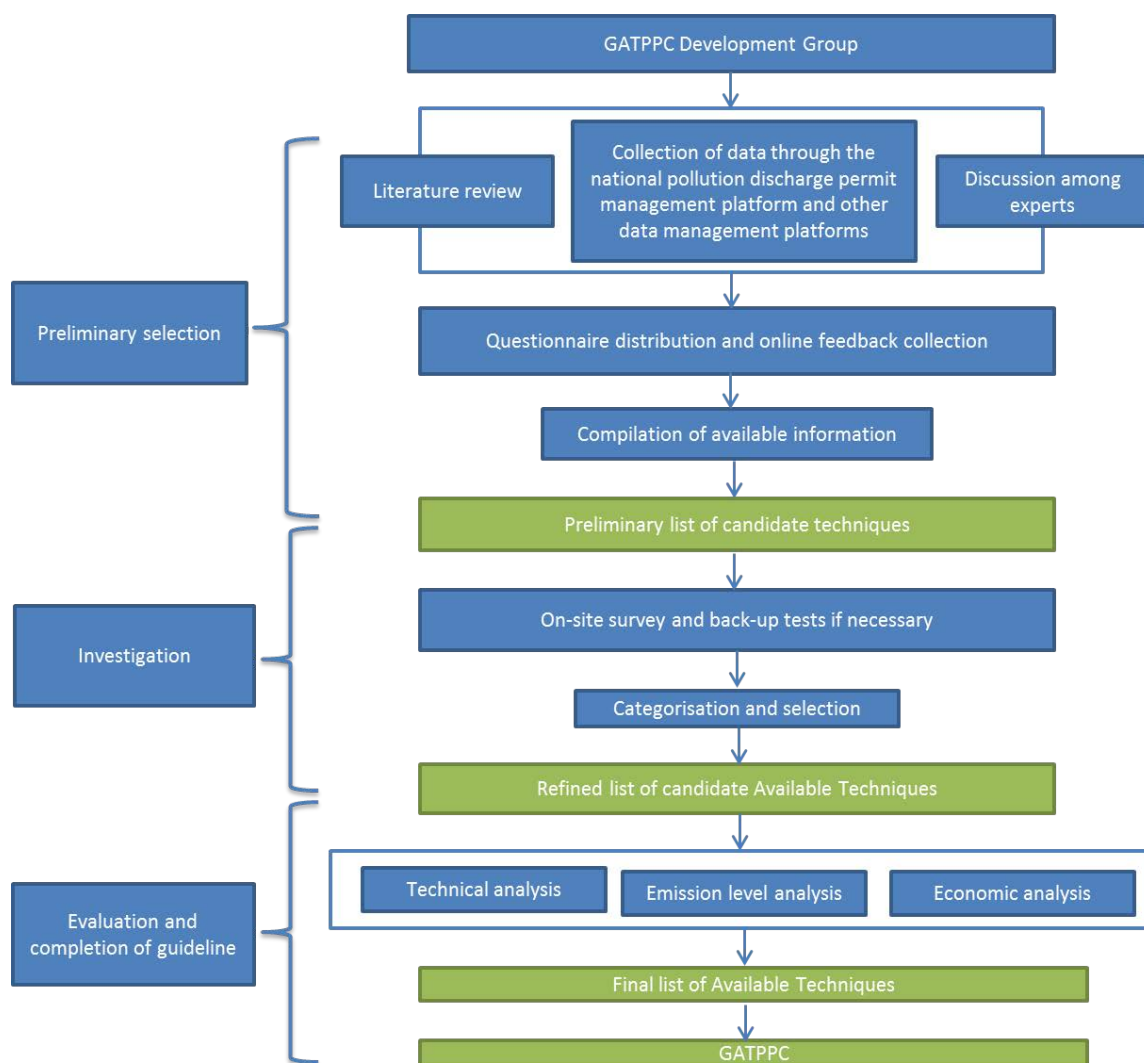 GATPPC Development Group
Literature review
Collection of data through the
national pollution discharge permit
management platform and other
data management platforms
Discussion among
experts
Preliminary selection
Questionnaire distribution and online feedback collection
Compilation of available information
Preliminary list of candidate techniques
On-site survey and back-up tests if necessary
Investigation
Categorisation and selection
Refined list of candidate Available Techniques
Technical analysis
Emission level analysis
Economic analysis
Evaluation and
completion of guideline
Final list of Available Techniques
GATPPC